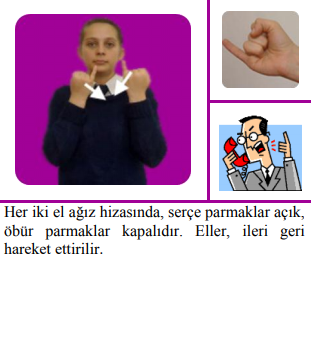 Her iki el ağız hizasında, serçe parmaklar açık,
öbür parmaklar kapalıdır. Eller, ileri geri
hareket ettirilir.